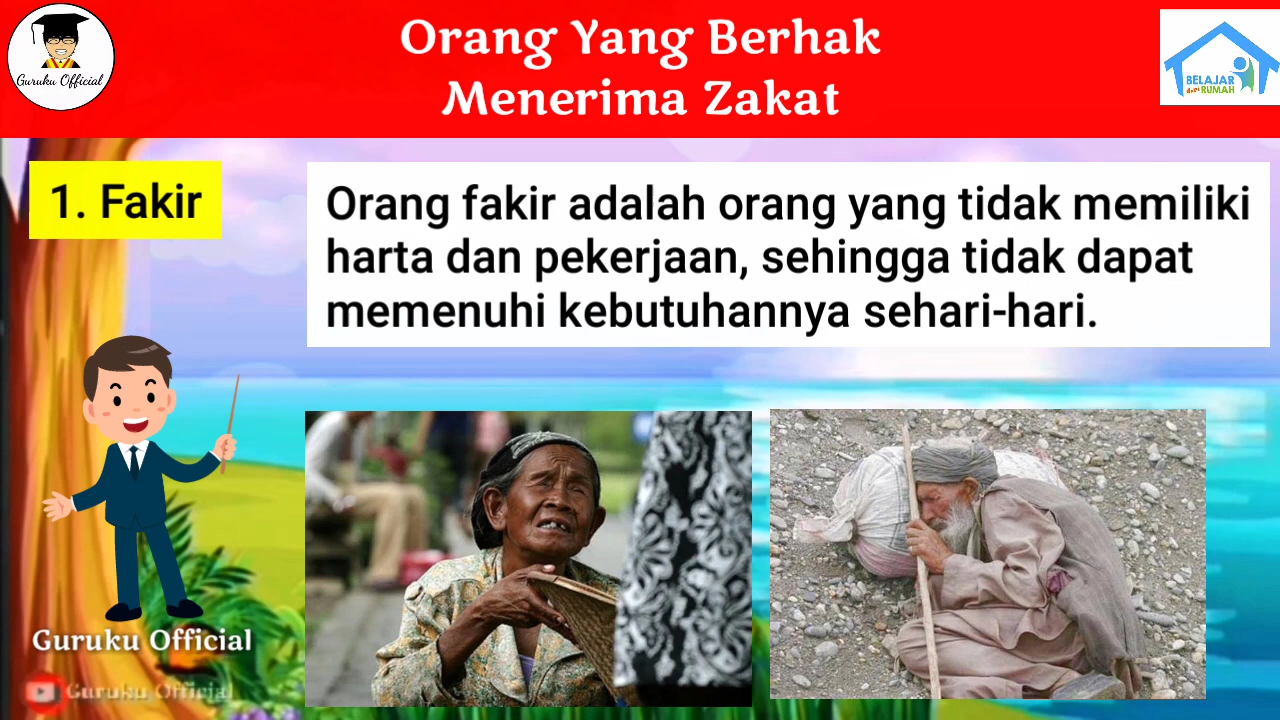 Orang Yang Berhak
Menerima Zakat
Guruku Official
BELAJAR
dari RUMAH
1. Fakir
Orang fakir adalah orang yang tidak memiliki
harta dan pekerjaan, sehingga tidak dapat
memenuhi kebutuhannya sehari-hari.
Guruku Official
Guruku Official